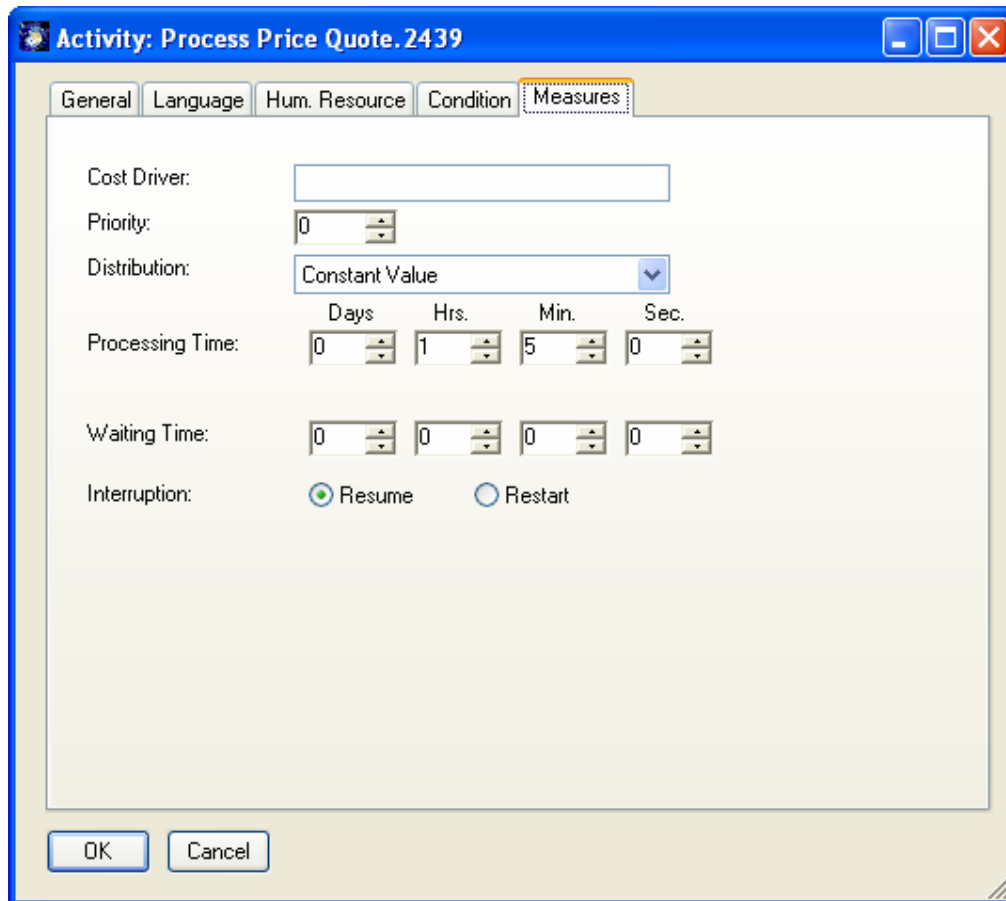 Activity: Process Price Quote.2439
General Language Hum. Resource Condition Measures
Cost Driver:
Priority: 0
Distribution: Constant Value
Days Hrs. Min. Sec.
Processing Time: 0 1 5 0
Waiting Time: 0 0 0 0
Interruption: Resume Restart
OK Cancel